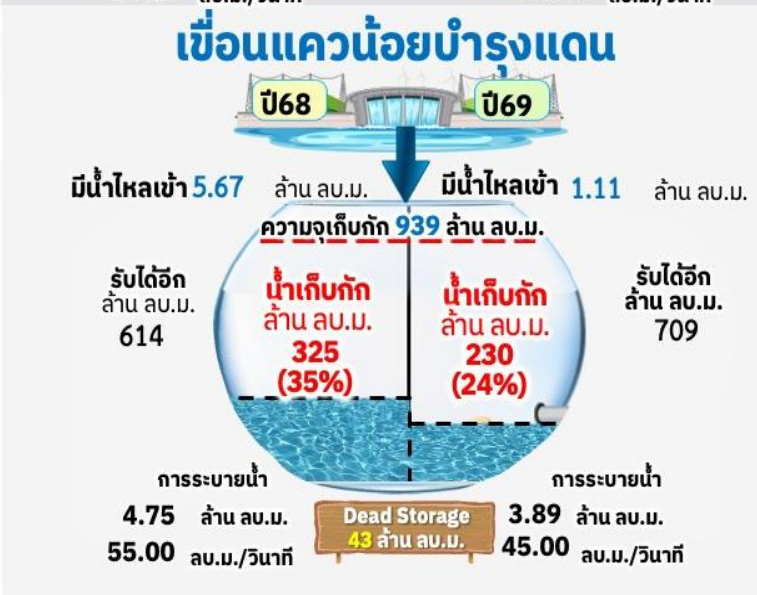 เขื่อนแควน้อยบำรุงแดน
ปี68
ปี69
มีน้ำไหลเข้า 5.67 ล้าน ลบ.ม.
มีน้ำไหลเข้า 1.11 ล้าน ลบ.ม.
ความจุเก็บกัก 939 ล้าน ลบ.ม.
รับได้อีก
ล้าน ลบ.ม.
614
น้ำเก็บกัก
ล้าน ลบ.ม.
325
(35%)
น้ำเก็บกัก
ล้าน ลบ.ม.
230
(24%)
รับได้อีก
ล้าน ลบ.ม.
709
การระบายน้ำ
4.75 ล้าน ลบ.ม.
55.00 ลบ.ม./วินาที
Dead Storage
43 ล้าน ลบ.ม.
การระบายน้ำ
3.89 ล้าน ลบ.ม.
45.00 ลบ.ม./วินาที